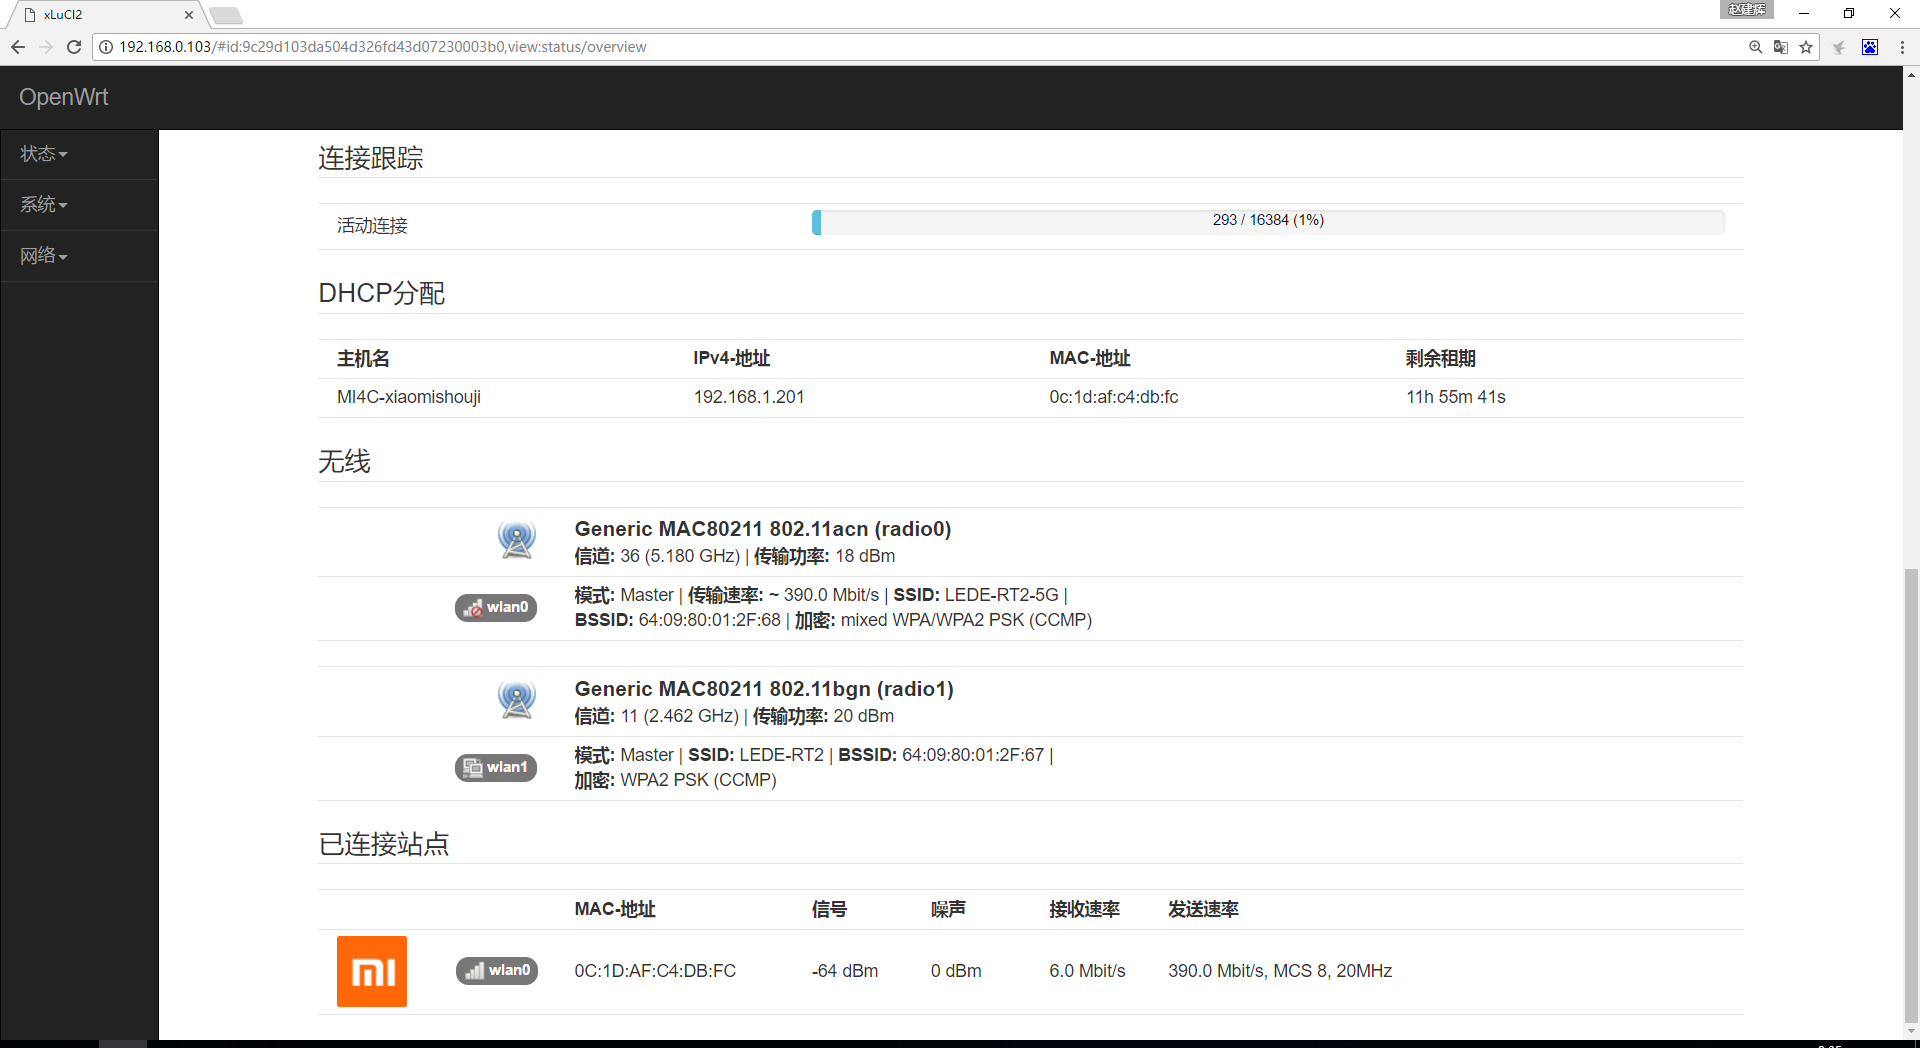 xLuCI2
赵建辉
192.168.0.103/#id:9c29d103da504d326fd43d07230003b0,view:status/overview
OpenWrt
状态
系统
网络
连接跟踪
活动连接 293 / 16384 (1%)
DHCP分配
主机名 IPv4-地址 MAC-地址 剩余租期
MI4C-xiaomishouji 192.168.1.201 0c:1d:af:c4:db:fc 11h 55m 41s
无线
Generic MAC80211 802.11acn (radio0)
信道: 36 (5.180 GHz) | 传输功率: 18 dBm
wlan0
模式: Master | 传输速率: ~ 390.0 Mbit/s | SSID: LEDE-RT2-5G |
BSSID: 64:09:80:01:2F:68 | 加密: mixed WPA/WPA2 PSK (CCMP)
Generic MAC80211 802.11bgn (radio1)
信道: 11 (2.462 GHz) | 传输功率: 20 dBm
wlan1
模式: Master | SSID: LEDE-RT2 | BSSID: 64:09:80:01:2F:67 |
加密: WPA2 PSK (CCMP)
已连接站点
MAC-地址 信号 噪声 接收速率 发送速率
MI wlan0 0C:1D:AF:C4:DB:FC -64 dBm 0 dBm 6.0 Mbit/s 390.0 Mbit/s, MCS 8, 20MHz